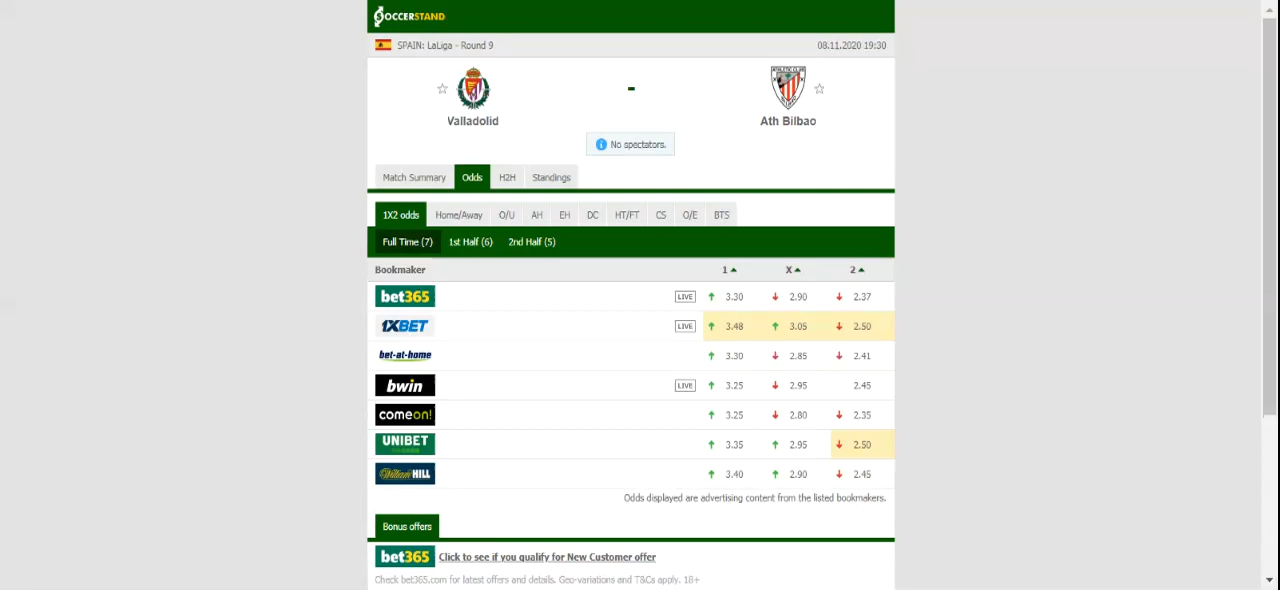 SOCCERSTAND
SPAIN: LaLiga - Round 9 08.11.2020 19:30
-
Valladolid Ath Bilbao
No spectators.
Match Summary Odds H2H Standings
1X2 odds Home/Away O/U AH EH DC HT/FT CS O/E BTS
Full Time (7) 1st Half (6) 2nd Half (5)
Bookmaker 1 X 2
bet365 LIVE 3.30 2.90 2.37
1XBET LIVE 3.48 3.05 2.50
bet-at-home 3.30 2.85 2.41
bwin LIVE 3.25 2.95 2.45
comeon! 3.25 2.80 2.35
UNIBET 3.35 2.95 2.50
William HILL 3.40 2.90 2.45
Odds displayed are advertising content from the listed bookmakers.
Bonus offers
bet365 Click to see if you qualify for New Customer offer
Check bet365.com for latest offers and details. Geo-variations and T&Cs apply. 18+